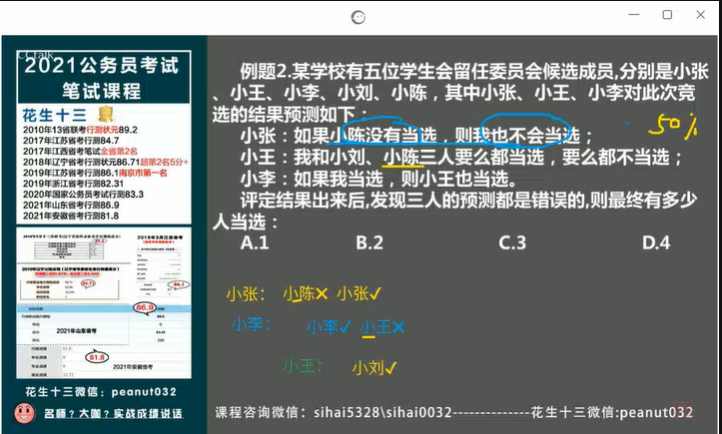 CCtalk
2021公务员考试
笔试课程
花生十三
2010年13省联考行测状元89.2
2017年江苏省考行测84.7
2017年江西省考笔试全省第2名
2018年辽宁省考行测状元86.71超第2名5分+
2019年江苏省考行测86.1南京市第一名
2019年浙江省考行测82.31
2020年国家公务员考试行测83.3
2021年山东省考行测86.9
2021年安徽省考行测81.8
86.9
2021年山东省考
81.8
2021年安徽省考
花生十三微信：peanut032
名师？大咖？实战成绩说话
例题2.某学校有五位学生会留任委员会候选成员,分别是小张
、小王、小李、小刘、小陈，其中小张、小王、小李对此次竞
选的结果预测如下：
小张：如果小陈没有当选，则我也不会当选；
50%
小王：我和小刘、小陈三人要么都当选，要么都不当选；
小李：如果我当选，则小王也当选。
评定结果出来后,发现三人的预测都是错误的,则最终有多少
人当选：
A.1 B.2 C.3 D.4
小张： 小陈✕ 小张✓
小李： 小李✓ 小王✕
小王： 小刘✓
课程咨询微信：sihai5328\sihai0032--------------花生十三微信:peanut032